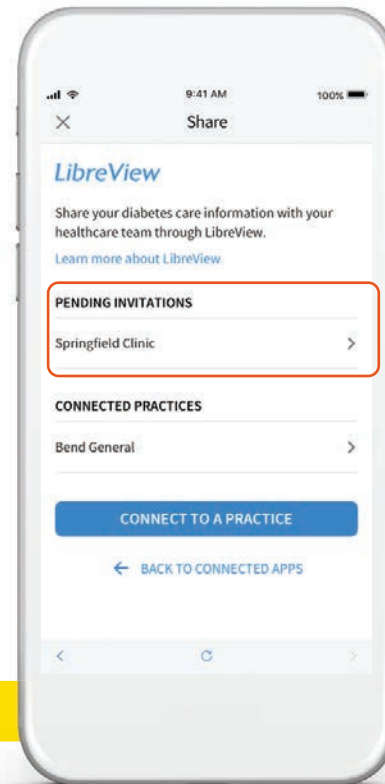 9:41 AM 100%
Share
LibreView
Share your diabetes care information with your
healthcare team through LibreView.
Learn more about LibreView
PENDING INVITATIONS
Springfield Clinic
CONNECTED PRACTICES
Bend General
CONNECT TO A PRACTICE
BACK TO CONNECTED APPS